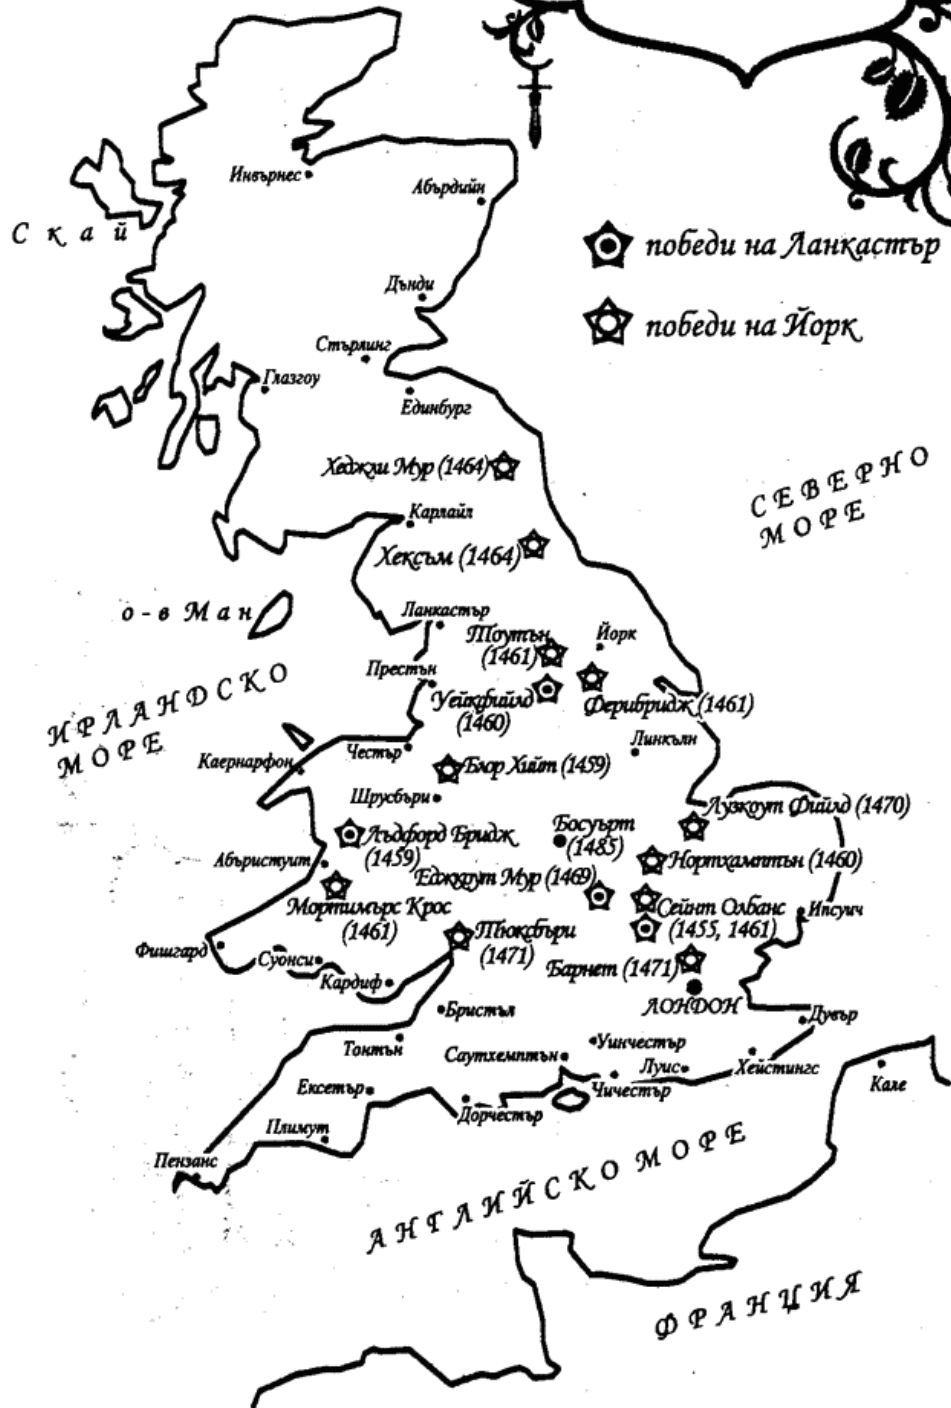 Инвърнес
Абърдийн
Скай
победи на Ланкастър
Дънди
победи на Йорк
Стърлинг
Глазгоу
Единбург
Хеджли Мур (1464)
СЕВЕРНО
МОРЕ
Карлайл
Хексъм (1464)
о-в Ман
Ланкастър
Тоутън
(1461)
Йорк
Престън
Уейкфийлд
(1460)
Ферибридж (1461)
ИРЛАНДСКО
МОРЕ
Линкълн
Честър
Каернарфон
Блор Хийт (1459)
Шрусбъри
Лузкоут Фийлд (1470)
Лъдфорд Бридж
(1459)
Босуърт
(1485)
Абъристуит
Нортхамптън (1460)
Еджкут Мур (1469)
Мортимърс Крос
(1461)
Сейнт Олбанс
(1455, 1461)
Ипсуич
Тюксбъри
(1471)
Фишгард
Суонси
Барнет (1471)
Кардиф
ЛОНДОН
Бристъл
Дувър
Тонтън
Уинчестър
Саутхемптън
Луис
Хейстингс
Ексетър
Чичестър
Кале
Дорчестър
Плимут
Пензанс
АНГЛИЙСКО МОРЕ
ФРАНЦИЯ